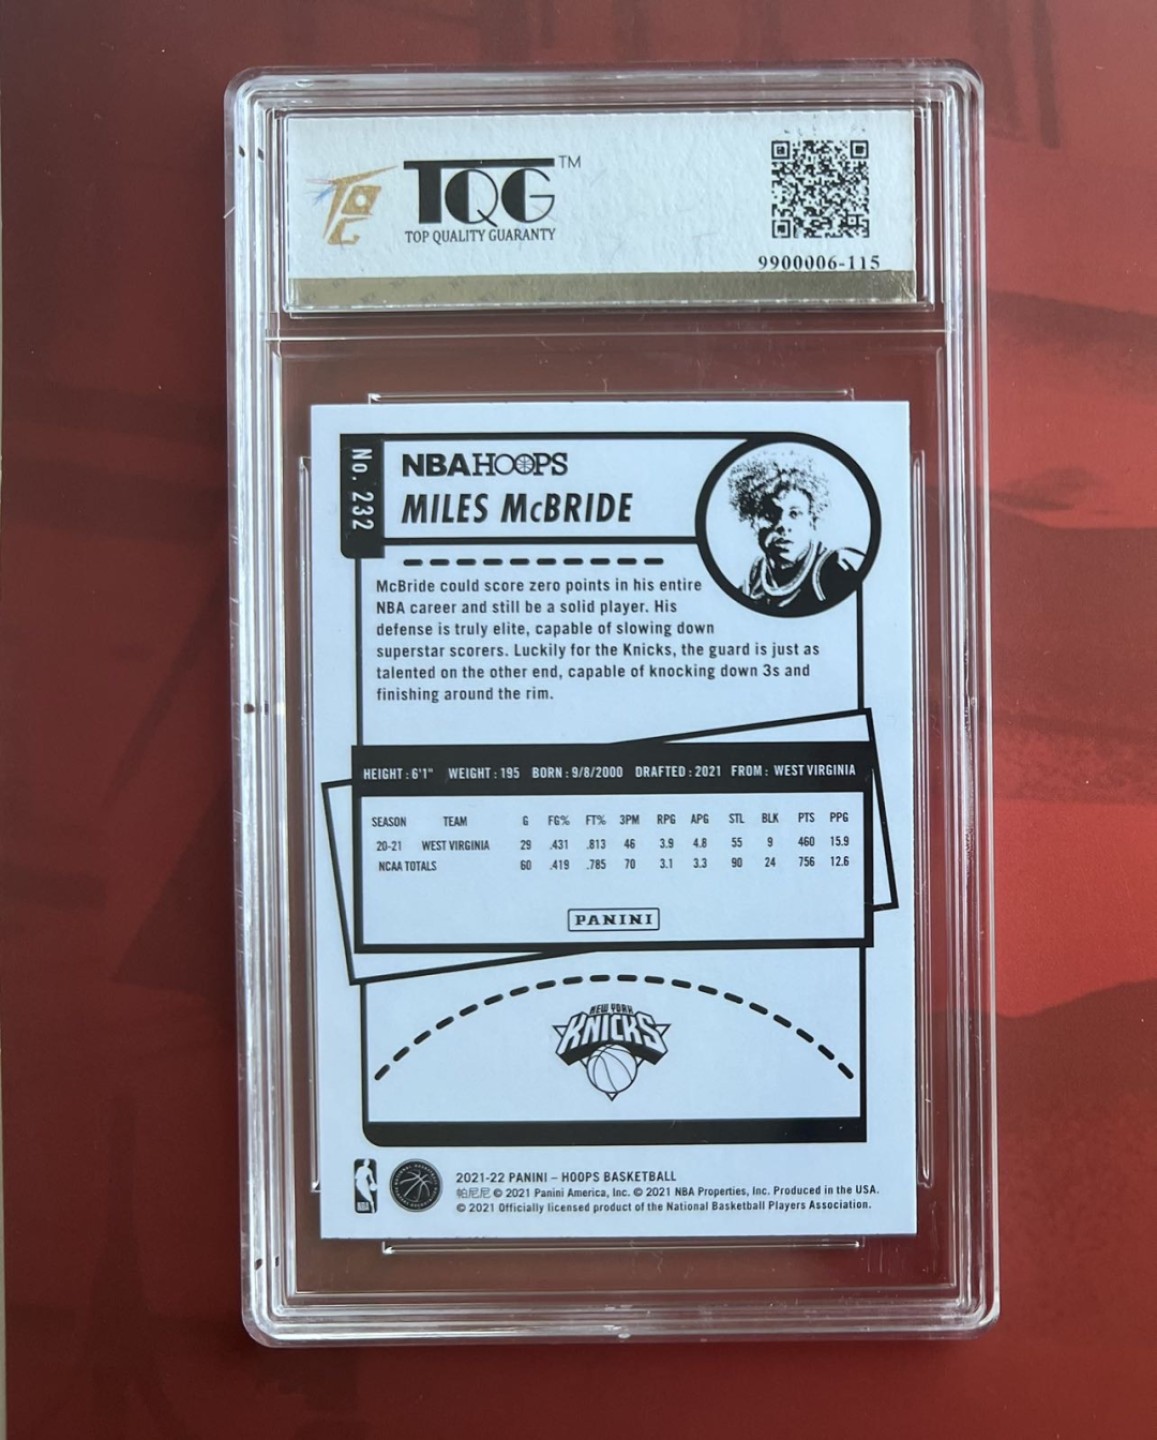 TQG™
TOP QUALITY GUARANTY
9900006-115
No. 232
NBA HOOPS
MILES McBRIDE
McBride could score zero points in his entire
NBA career and still be a solid player. His
defense is truly elite, capable of slowing down
superstar scorers. Luckily for the Knicks, the guard is just as
talented on the other end, capable of knocking down 3s and
finishing around the rim.
HEIGHT: 6'1" WEIGHT: 195 BORN: 9/8/2000 DRAFTED: 2021 FROM: WEST VIRGINIA
SEASON TEAM G FG% FT% 3PM RPG APG STL BLK PTS PPG
20-21 WEST VIRGINIA 29 .431 .813 46 3.9 4.8 55 9 460 15.9
NCAA TOTALS 60 .419 .785 70 3.1 3.3 90 24 756 12.6
PANINI
NEW YORK
KNICKS
NBA
2021-22 PANINI – HOOPS BASKETBALL
帕尼尼 © 2021 Panini America, Inc. © 2021 NBA Properties, Inc. Produced in the USA.
© 2021 Officially licensed product of the National Basketball Players Association.